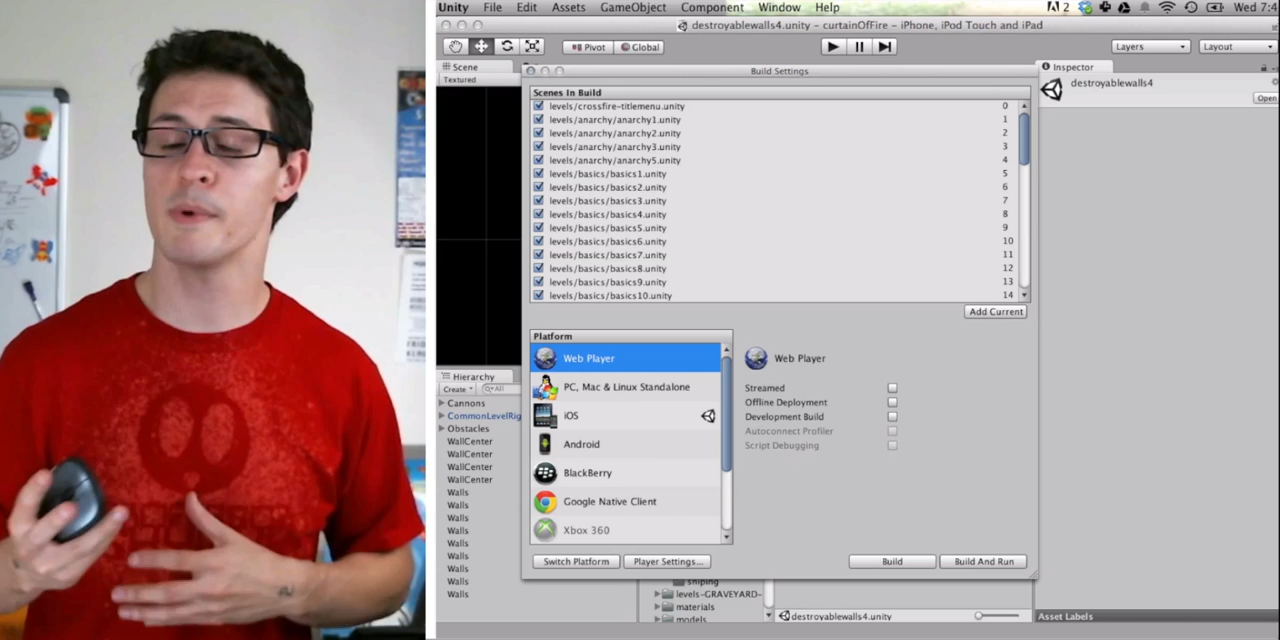 Unity File Edit Assets GameObject Component Window Help
2 Wed 7:4
destroyablewalls4.unity - curtainOfFire - iPhone, iPod Touch and iPad
Pivot Global Layers Layout
Scene
Textured
Build Settings
Inspector
destroyablewalls4
Open
Scenes In Build
levels/crossfire-titlemenu.unity 0
levels/anarchy/anarchy1.unity 1
levels/anarchy/anarchy2.unity 2
levels/anarchy/anarchy3.unity 3
levels/anarchy/anarchy5.unity 4
levels/basics/basics1.unity 5
levels/basics/basics2.unity 6
levels/basics/basics3.unity 7
levels/basics/basics4.unity 8
levels/basics/basics5.unity 9
levels/basics/basics6.unity 10
levels/basics/basics7.unity 11
levels/basics/basics8.unity 12
levels/basics/basics9.unity 13
levels/basics/basics10.unity 14
Add Current
Platform
Web Player
PC, Mac & Linux Standalone
iOS
Android
BlackBerry
Google Native Client
Xbox 360
Web Player
Streamed
Offline Deployment
Development Build
Autoconnect Profiler
Script Debugging
Switch Platform Player Settings... Build Build And Run
Hierarchy
Create All
Cannons
CommonLevelRig
Obstacles
WallCenter
WallCenter
WallCenter
WallCenter
Walls
Walls
Walls
Walls
Walls
Walls
Walls
Walls
Walls
sniping
levels-GRAVEYARD-
materials
models
destroyablewalls4.unity
Asset Labels